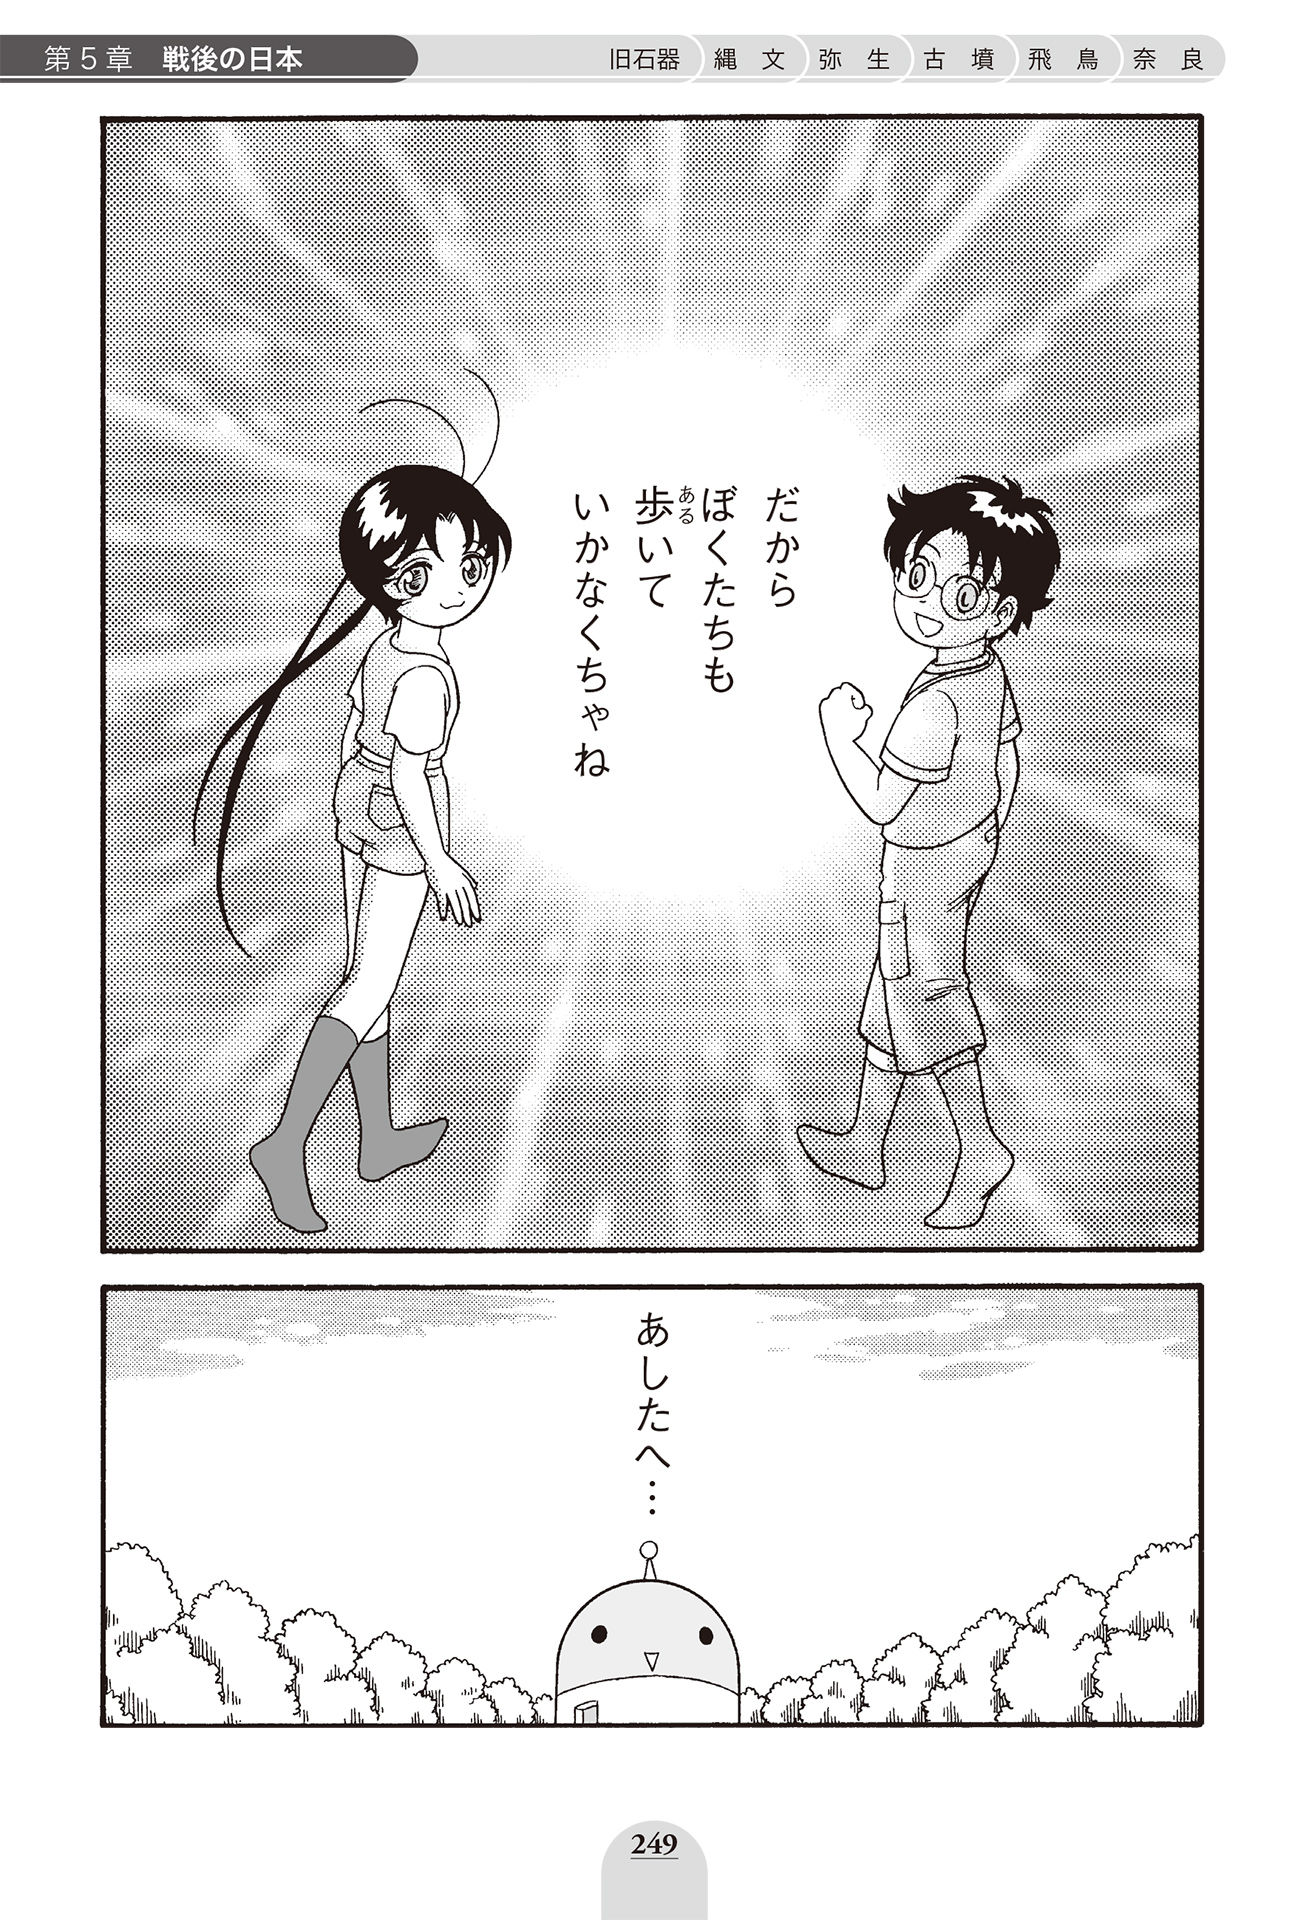 第5章 戦後の日本
旧石器 縄文 弥生 古墳 飛鳥 奈良
だから
ぼくたちも
歩いて
ある
いかなくちゃね
あしたへ…
249